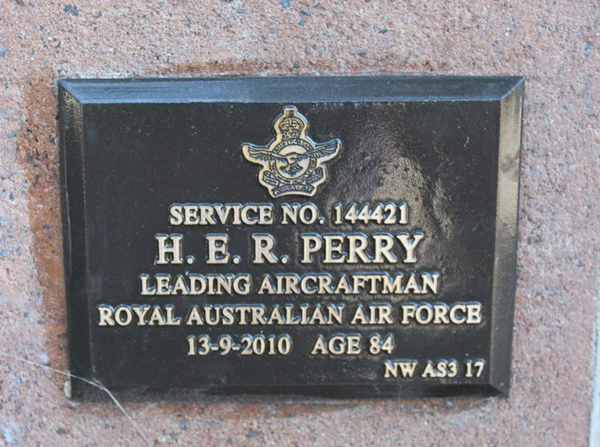 SERVICE NO. 144421
H. E. R. PERRY
LEADING AIRCRAFTMAN
ROYAL AUSTRALIAN AIR FORCE
13-9-2010 AGE 84
NW AS3 17